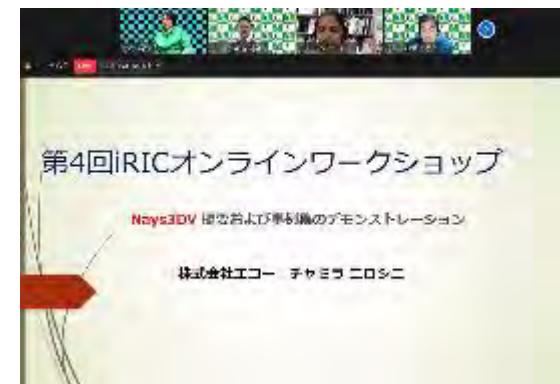 第4回iRICオンラインワークショップ
Nays3DV のデモンストレーション
株式会社エコー チャミラ ニロシニ